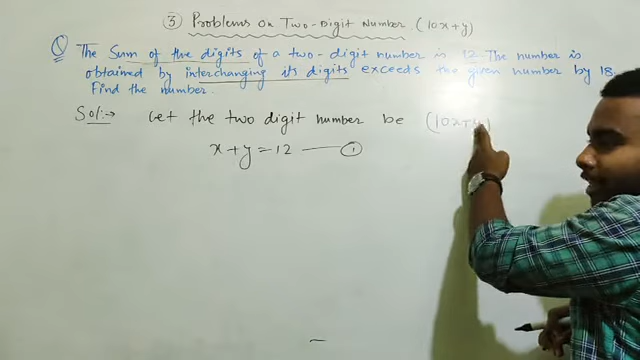 ③ Problems On Two-Digit Number. (10x+y)
Q The Sum of the digits of a two-digit number is 12. The number is
obtained by interchanging its digits exceeds the given number by 18.
Find the number.
Sol:→ Let the two digit number be (10x+y)
x+y=12 —— ①